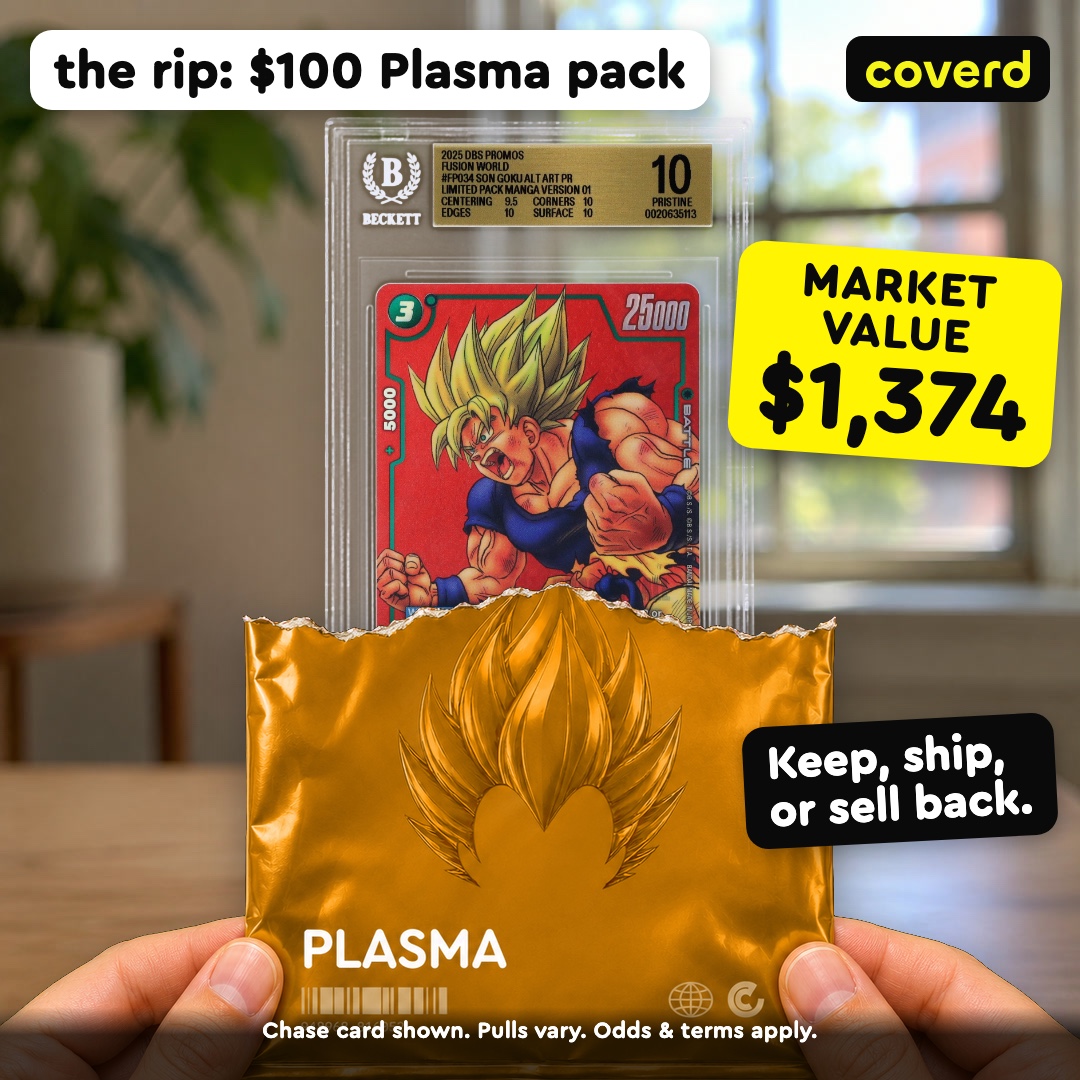 the rip: $100 Plasma pack
coverd
B
BECKETT
2025 DBS PROMOS
FUSION WORLD
#FP034 SON GOKU ALT ART PR
LIMITED PACK MANGA VERSION 01
CENTERING 9.5 CORNERS 10
EDGES 10 SURFACE 10
10
PRISTINE
0020635113
3
25000
+ 5000
BATTLE
MARKET
VALUE
$1,374
Keep, ship,
or sell back.
PLASMA
Chase card shown. Pulls vary. Odds & terms apply.